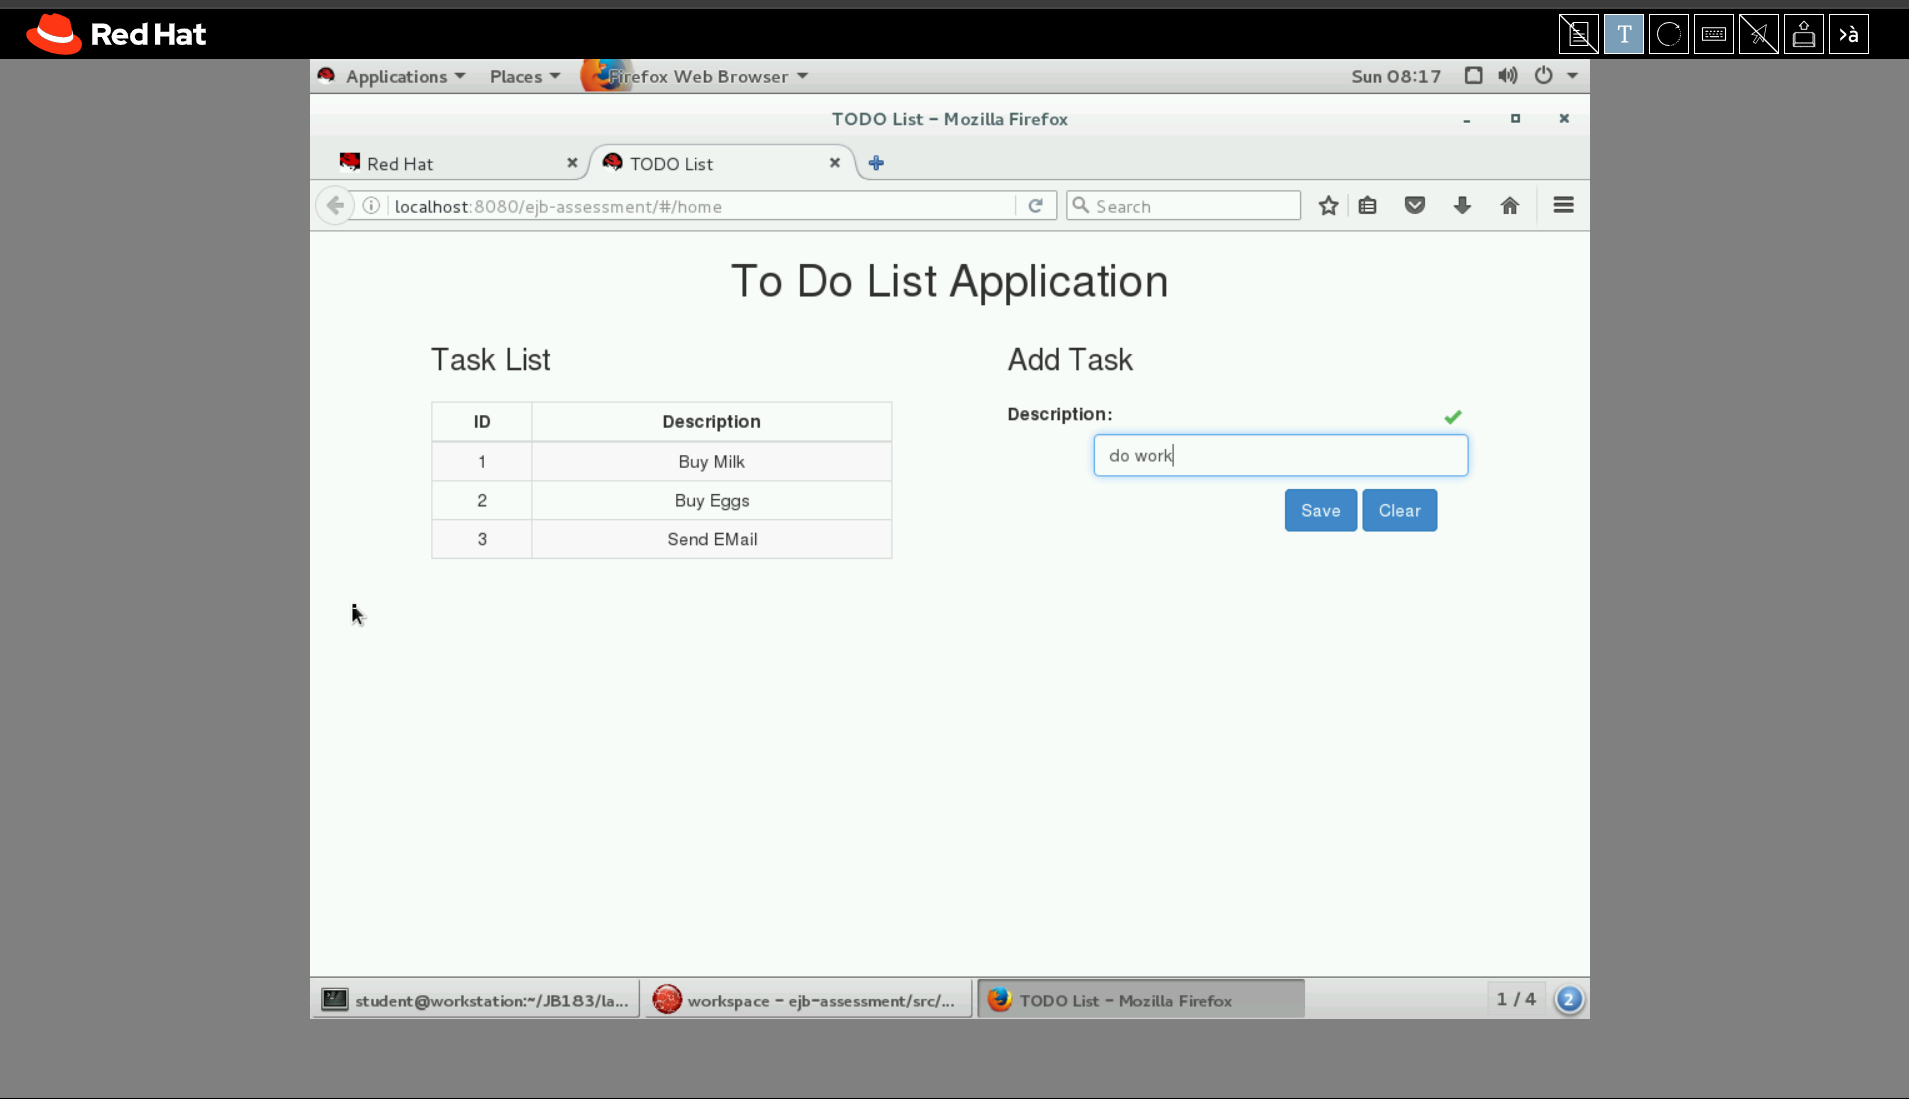 Red Hat
T
>à
Applications Places Firefox Web Browser Sun 08:17
TODO List - Mozilla Firefox
Red Hat TODO List
localhost:8080/ejb-assessment/#/home Search
To Do List Application
Task List
ID Description
1 Buy Milk
2 Buy Eggs
3 Send EMail
Add Task
Description:
do work
Save Clear
student@workstation:~/JB183/la... workspace - ejb-assessment/src/... TODO List - Mozilla Firefox 1 / 4 2